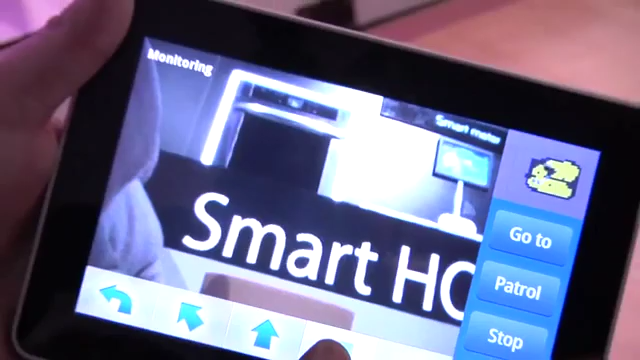 Monitoring
Smart meter
Smart HO
Go to
Patrol
Stop